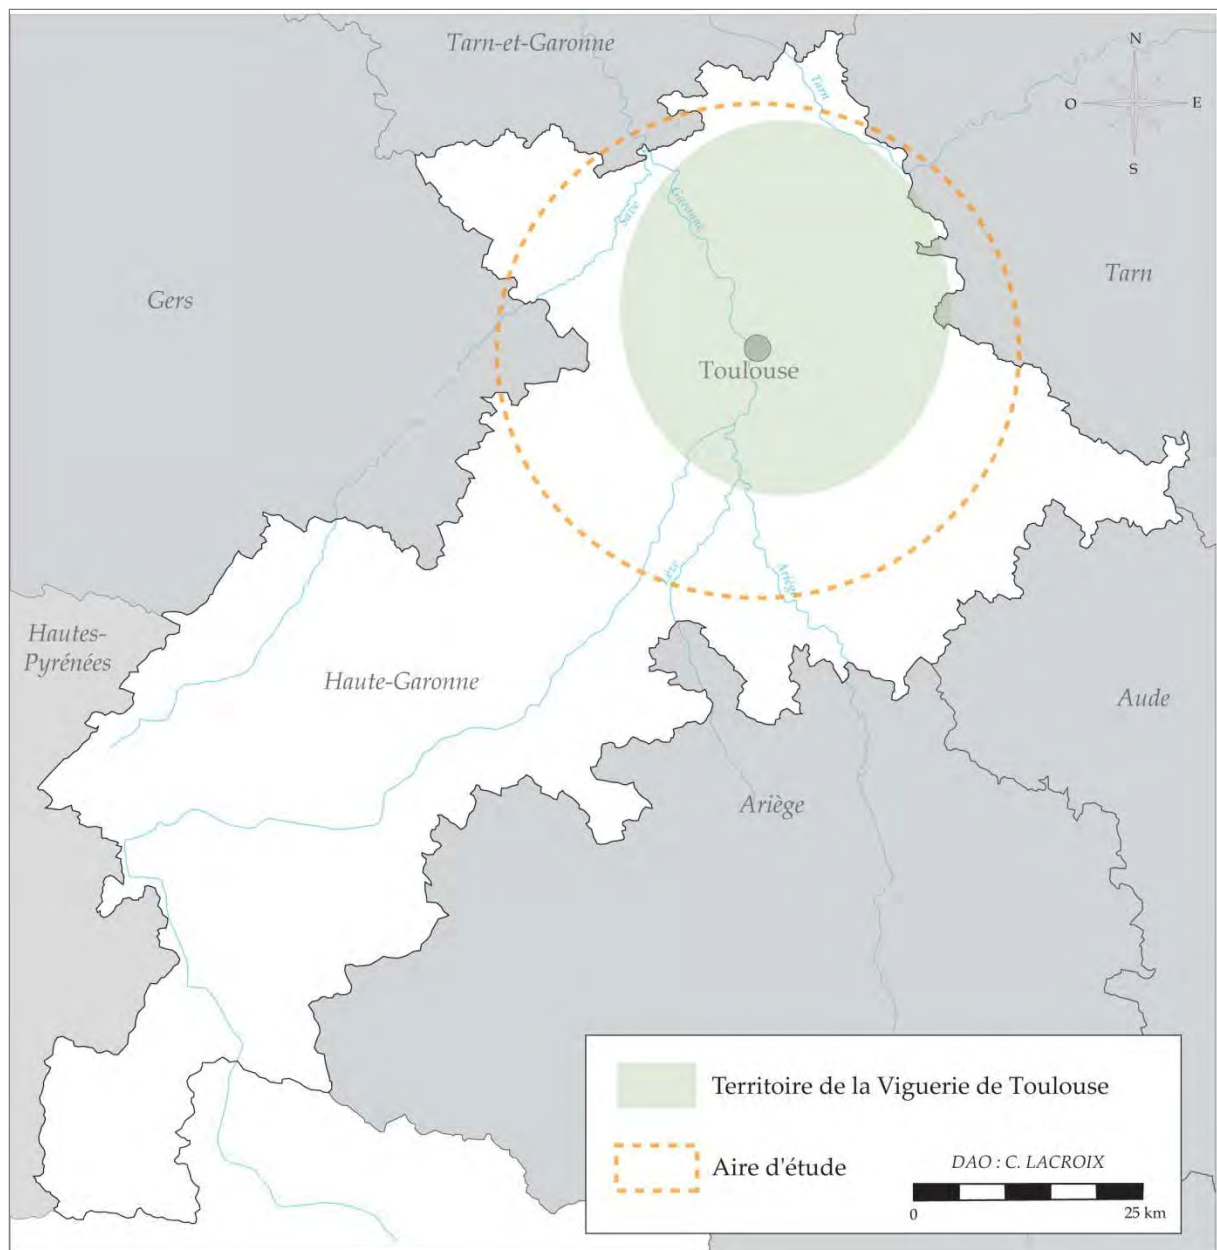 Tarn-et-Garonne
N
O
E
S
Tarn
Save
Garonne
Gers
Tarn
Toulouse
Lèze
Ariège
Hautes-
Pyrénées
Haute-Garonne
Aude
Ariège
Territoire de la Viguerie de Toulouse
Aire d'étude
DAO : C. LACROIX
0
25 km